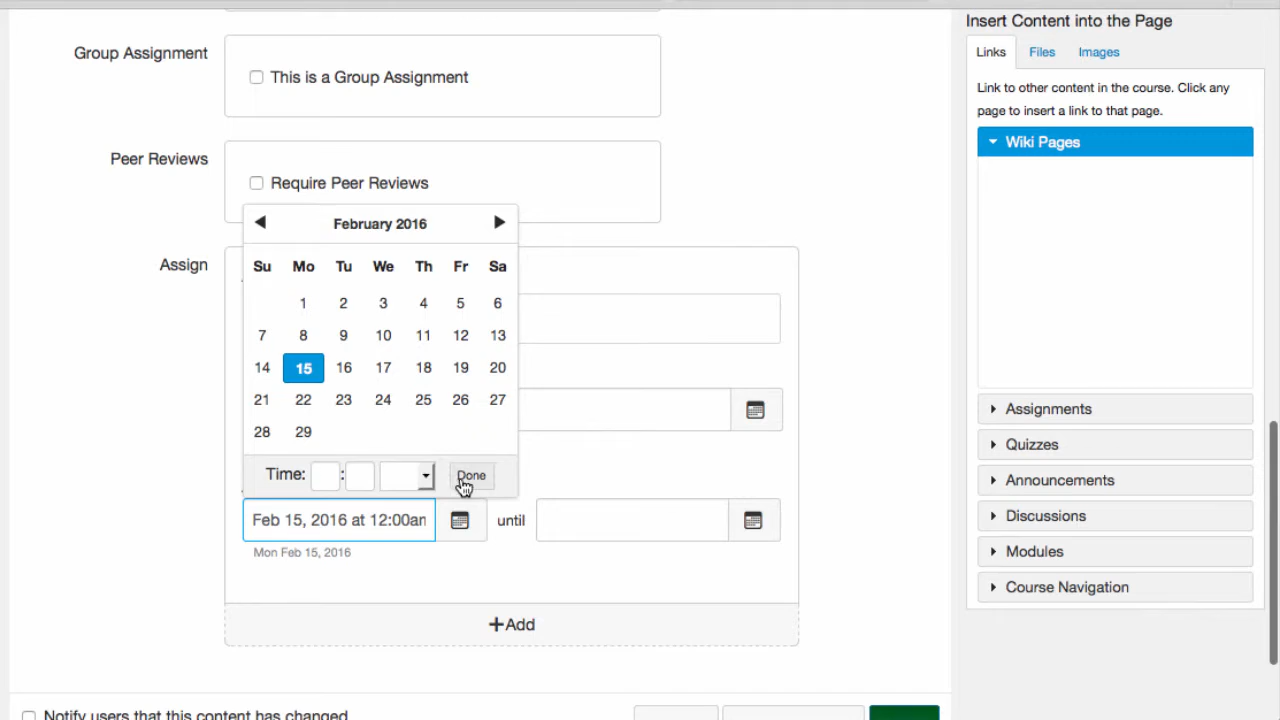 Insert Content into the Page
Links Files Images
Link to other content in the course. Click any
page to insert a link to that page.
Wiki Pages
Assignments
Quizzes
Announcements
Discussions
Modules
Course Navigation
Group Assignment
This is a Group Assignment
Peer Reviews
Require Peer Reviews
Assign
February 2016
Su Mo Tu We Th Fr Sa
1 2 3 4 5 6
7 8 9 10 11 12 13
14 15 16 17 18 19 20
21 22 23 24 25 26 27
28 29
Time: : Done
Feb 15, 2016 at 12:00an until
Mon Feb 15, 2016
+Add
Notify users that this content has changed